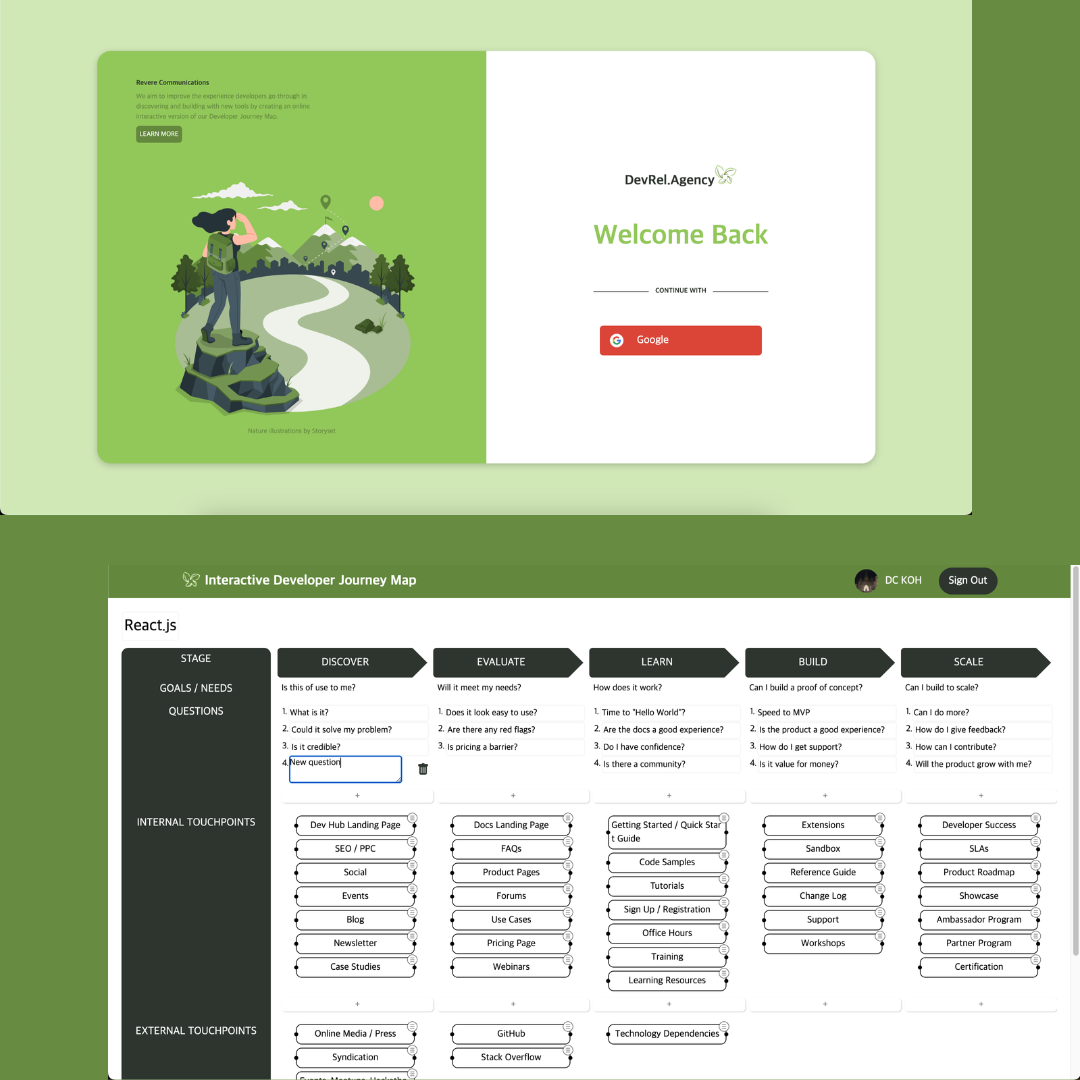 Revere Communications
We aim to improve the experience developers go through in
discovering and building with new tools by creating an online
interactive version of our Developer Journey Map.
LEARN MORE
Nature illustrations by Storyset
DevRel.Agency
Welcome Back
CONTINUE WITH
Google
Interactive Developer Journey Map
DC KOH
Sign Out
React.js
STAGE
DISCOVER
EVALUATE
LEARN
BUILD
SCALE
GOALS / NEEDS
Is this of use to me?
Will it meet my needs?
How does it work?
Can I build a proof of concept?
Can I build to scale?
QUESTIONS
1. What is it?
2. Could it solve my problem?
3. Is it credible?
4. New question
1. Does it look easy to use?
2. Are there any red flags?
3. Is pricing a barrier?
1. Time to "Hello World"?
2. Are the docs a good experience?
3. Do I have confidence?
4. Is there a community?
1. Speed to MVP
2. Is the product a good experience?
3. How do I get support?
4. Is it value for money?
1. Can I do more?
2. How do I give feedback?
3. How can I contribute?
4. Will the product grow with me?
+
+
+
+
+
INTERNAL TOUCHPOINTS
Dev Hub Landing Page
SEO / PPC
Social
Events
Blog
Newsletter
Case Studies
Docs Landing Page
FAQs
Product Pages
Forums
Use Cases
Pricing Page
Webinars
Getting Started / Quick Star
t Guide
Code Samples
Tutorials
Sign Up / Registration
Office Hours
Training
Learning Resources
Extensions
Sandbox
Reference Guide
Change Log
Support
Workshops
Developer Success
SLAs
Product Roadmap
Showcase
Ambassador Program
Partner Program
Certification
+
+
+
+
+
EXTERNAL TOUCHPOINTS
Online Media / Press
Syndication
GitHub
Stack Overflow
Technology Dependencies